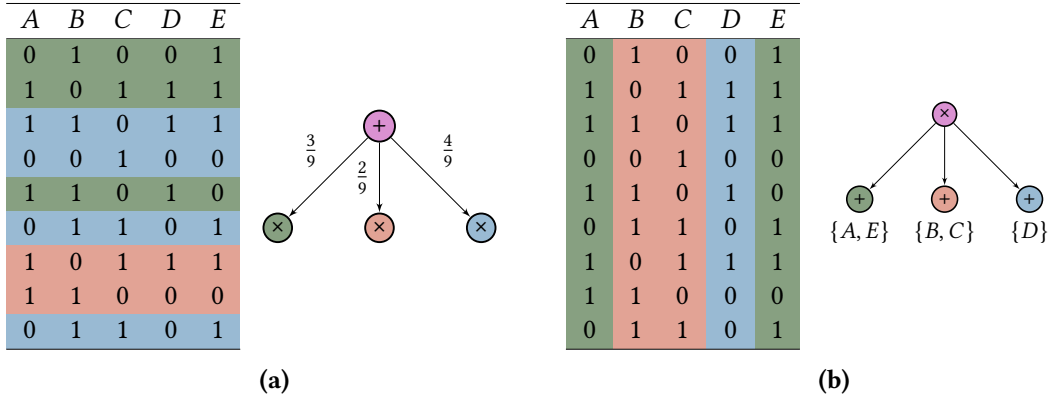 A B C D E
0 1 0 0 1
1 0 1 1 1
1 1 0 1 1
0 0 1 0 0
1 1 0 1 0
0 1 1 0 1
1 0 1 1 1
1 1 0 0 0
0 1 1 0 1
+
3/9 2/9 4/9
× × ×
(a)
A B C D E
0 1 0 0 1
1 0 1 1 1
1 1 0 1 1
0 0 1 0 0
1 1 0 1 0
0 1 1 0 1
1 0 1 1 1
1 1 0 0 0
0 1 1 0 1
×
+ + +
{A, E} {B, C} {D}
(b)